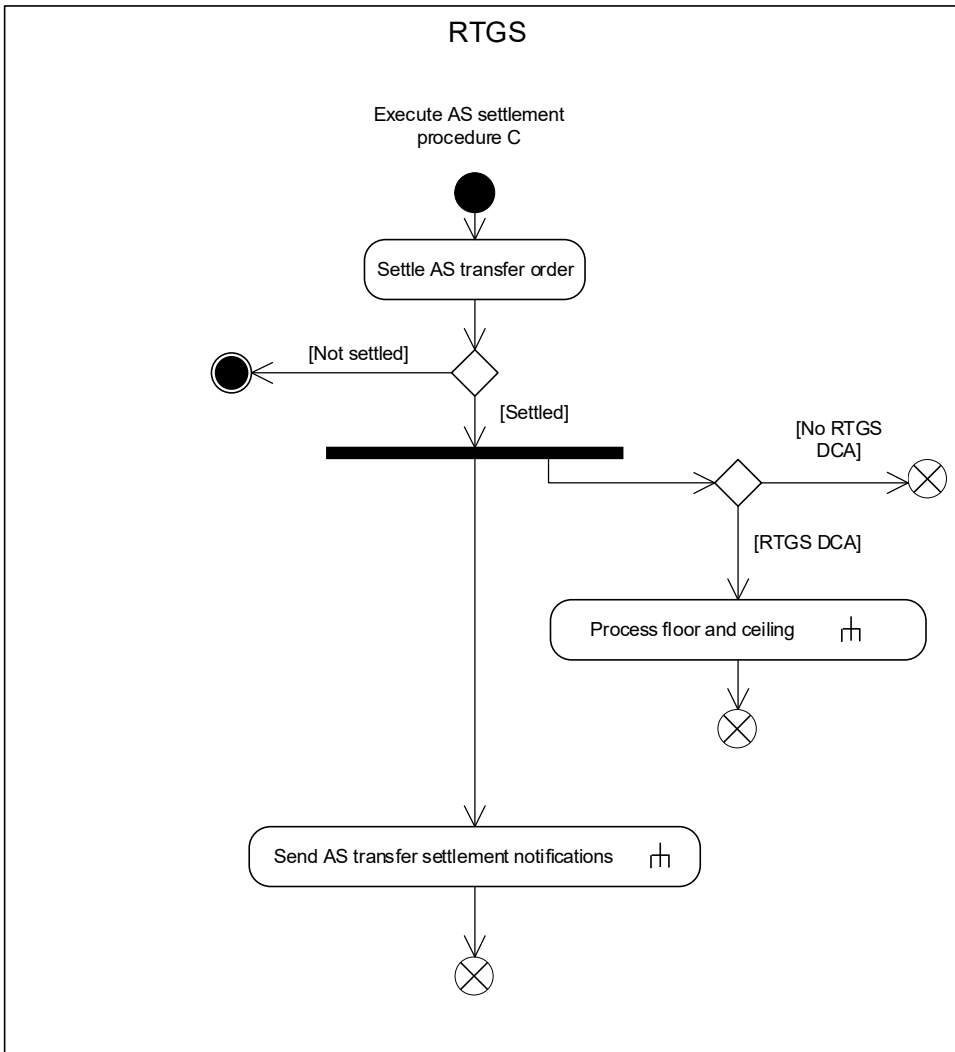 RTGS
Execute AS settlement
procedure C
Settle AS transfer order
[Not settled]
[Settled]
[No RTGS
DCA]
[RTGS DCA]
Process floor and ceiling
Send AS transfer settlement notifications